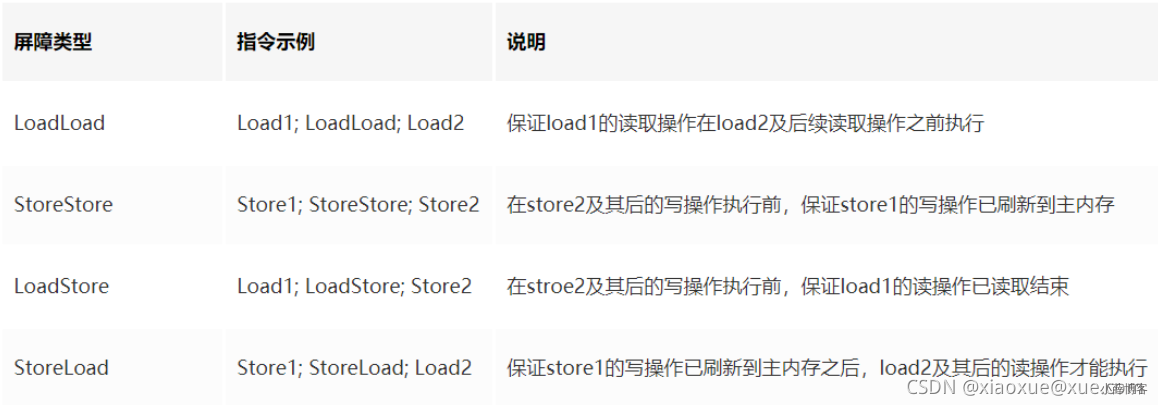 屏障类型 指令示例 说明
LoadLoad Load1; LoadLoad; Load2 保证load1的读取操作在load2及后续读取操作之前执行
StoreStore Store1; StoreStore; Store2 在store2及其后的写操作执行前，保证store1的写操作已刷新到主内存
LoadStore Load1; LoadStore; Store2 在stroe2及其后的写操作执行前，保证load1的读操作已读取结束
StoreLoad Store1; StoreLoad; Load2 保证store1的写操作已刷新到主内存之后，load2及其后的读操作才能执行
CSDN @xiaoxue@xue